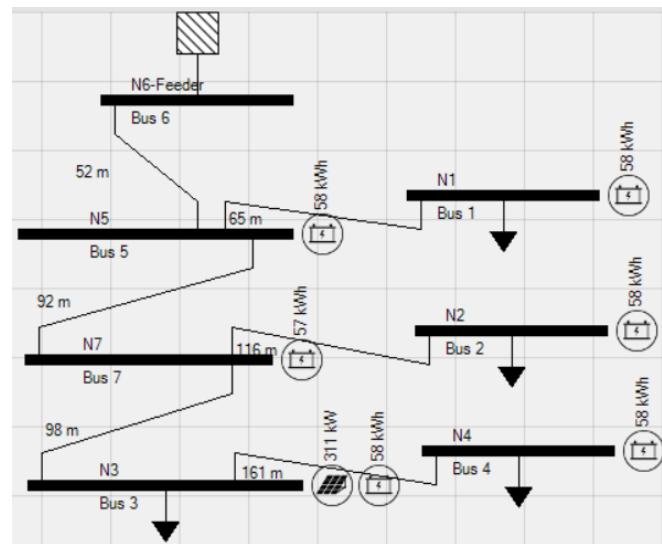 N6-Feeder
Bus 6
52 m
58 kWh
N1
Bus 1
58 kWh
N5
65 m
Bus 5
92 m
57 kWh
N2
Bus 2
58 kWh
N7
116 m
Bus 7
98 m
311 kW
58 kWh
N4
Bus 4
58 kWh
N3
161 m
Bus 3